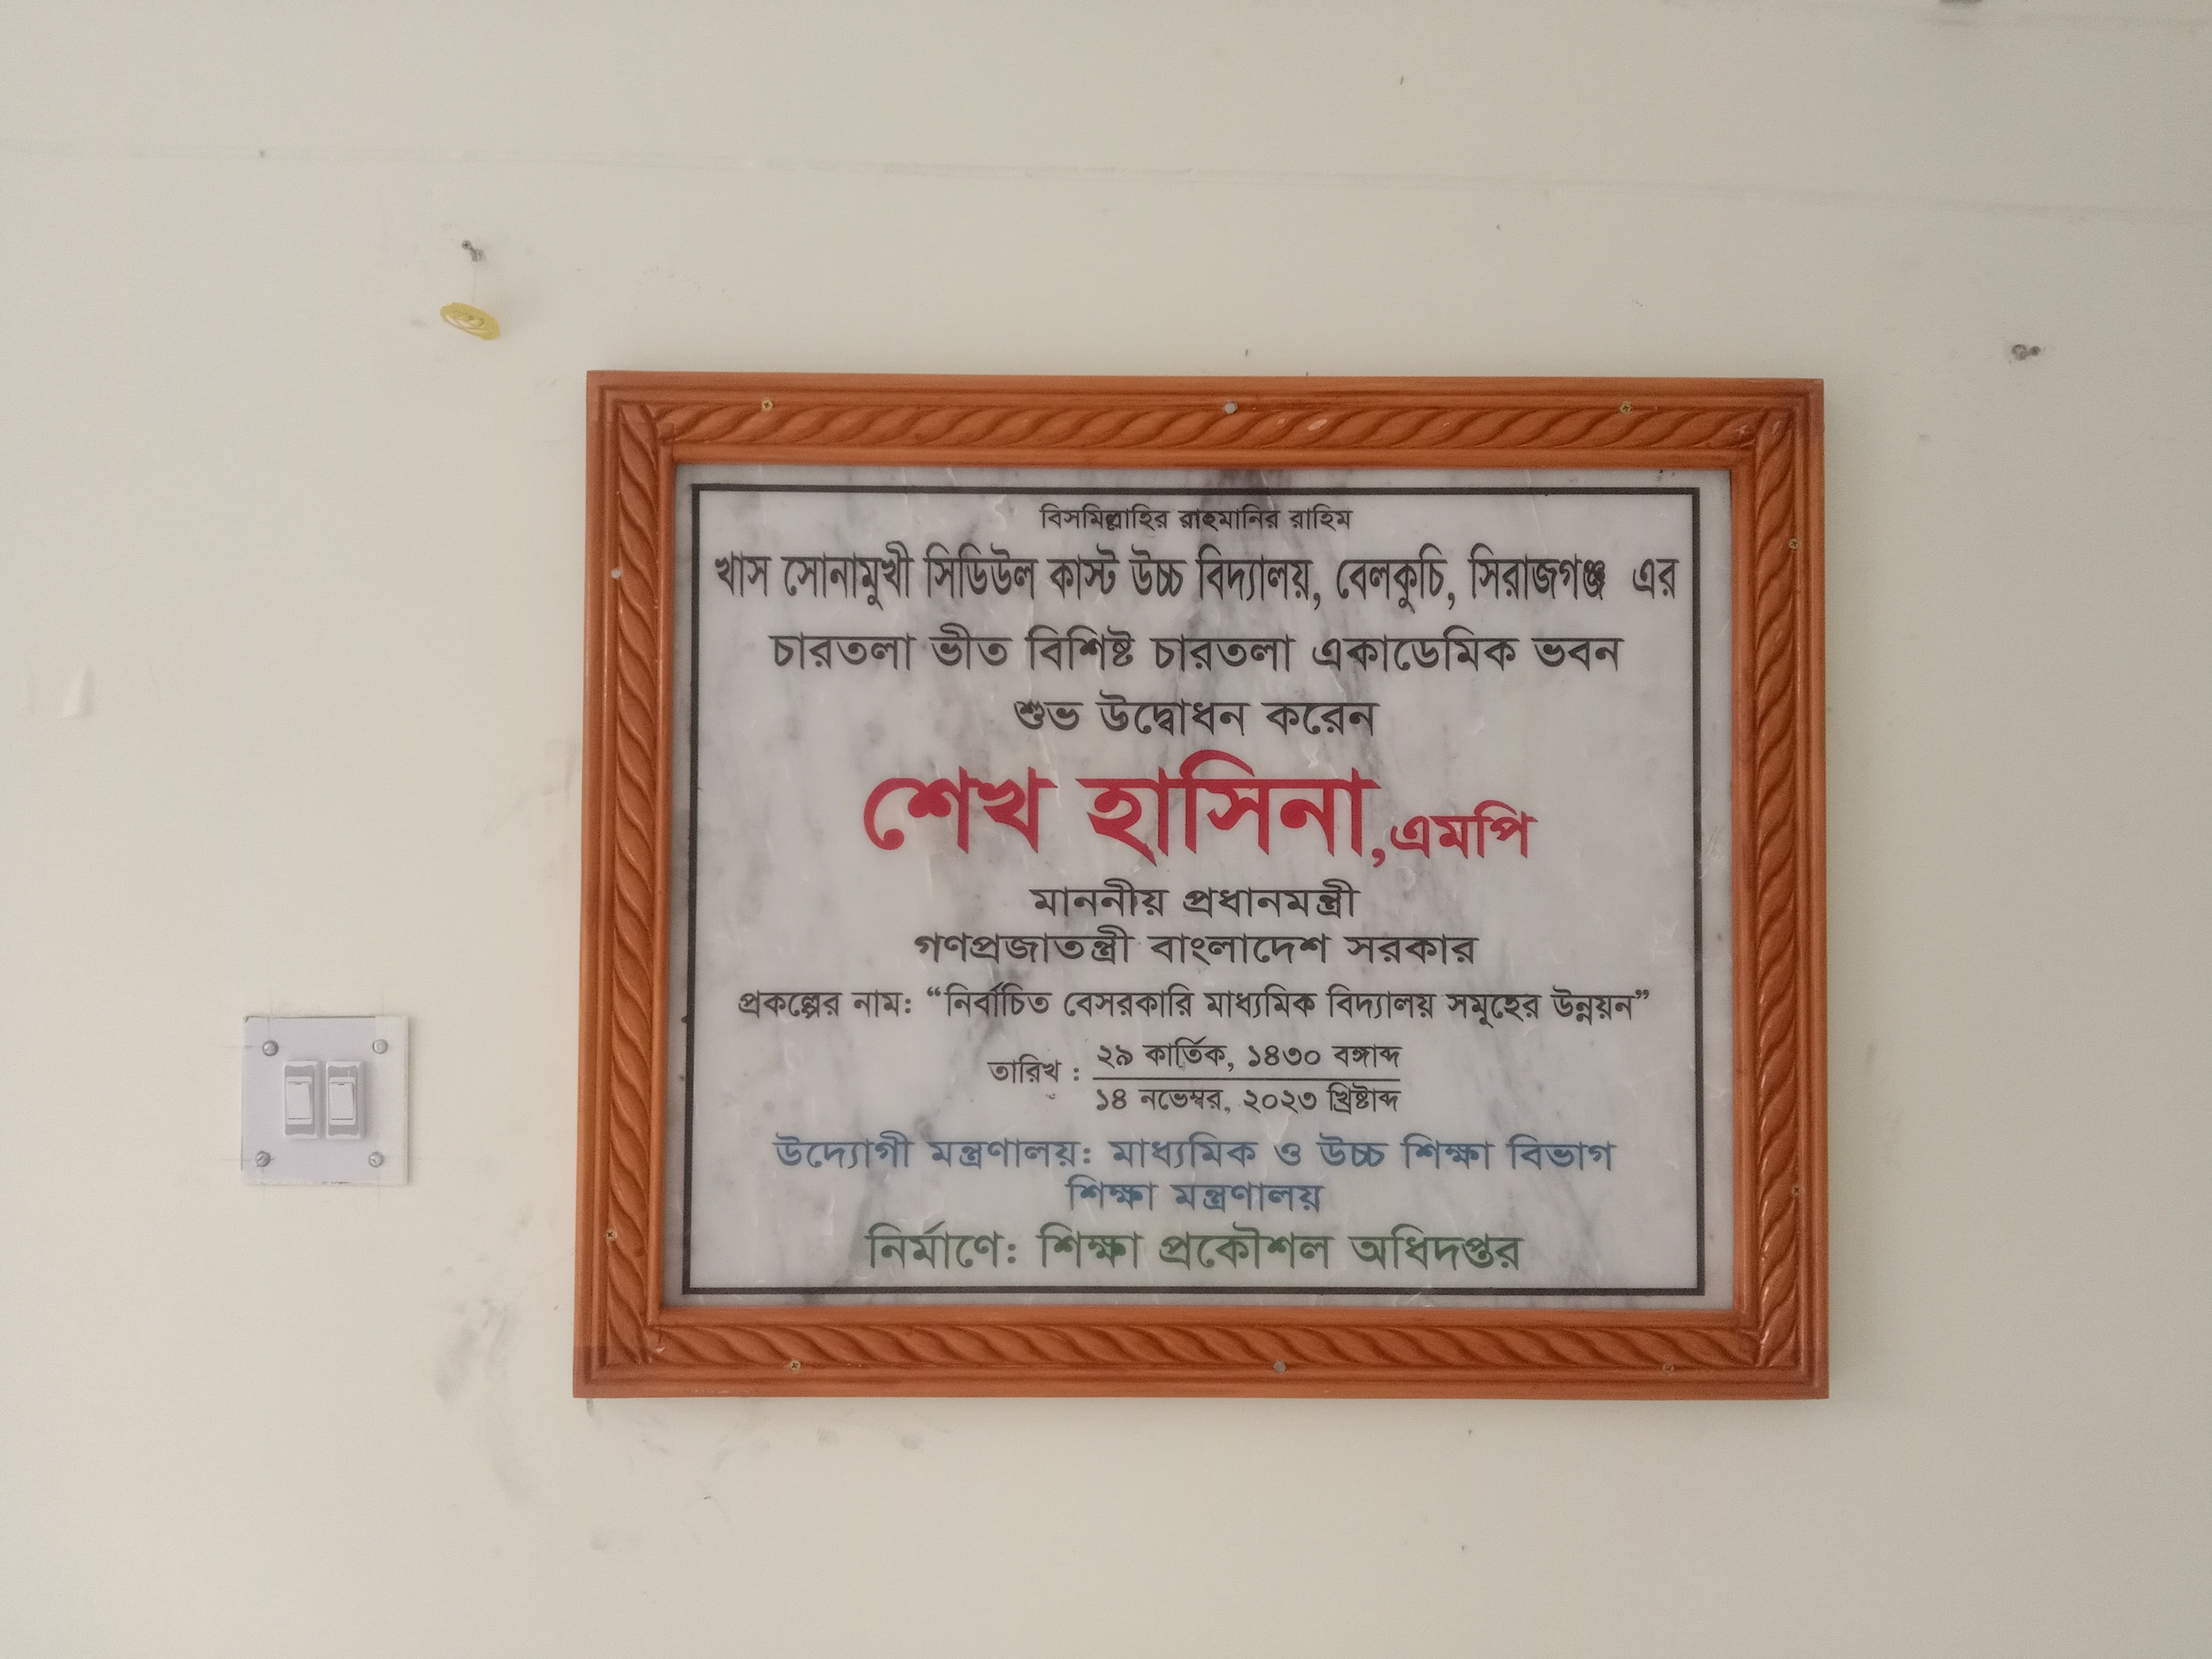 বিসমিল্লাহির রাহমানির রাহিম
খাস সোনামুখী সিডিউল কাস্ট উচ্চ বিদ্যালয়, বেলকুচি, সিরাজগঞ্জ এর
চারতলা ভীত বিশিষ্ট চারতলা একাডেমিক ভবন
শুভ উদ্বোধন করেন
শেখ হাসিনা,এমপি
মাননীয় প্রধানমন্ত্রী
গণপ্রজাতন্ত্রী বাংলাদেশ সরকার
প্রকল্পের নাম: “নির্বাচিত বেসরকারি মাধ্যমিক বিদ্যালয় সমুহের উন্নয়ন”
তারিখ : ২৯ কার্তিক, ১৪৩০ বঙ্গাব্দ
১৪ নভেম্বর, ২০২৩ খ্রিষ্টাব্দ
উদ্যোগী মন্ত্রণালয়: মাধ্যমিক ও উচ্চ শিক্ষা বিভাগ
শিক্ষা মন্ত্রণালয়
নির্মাণে: শিক্ষা প্রকৌশল অধিদপ্তর